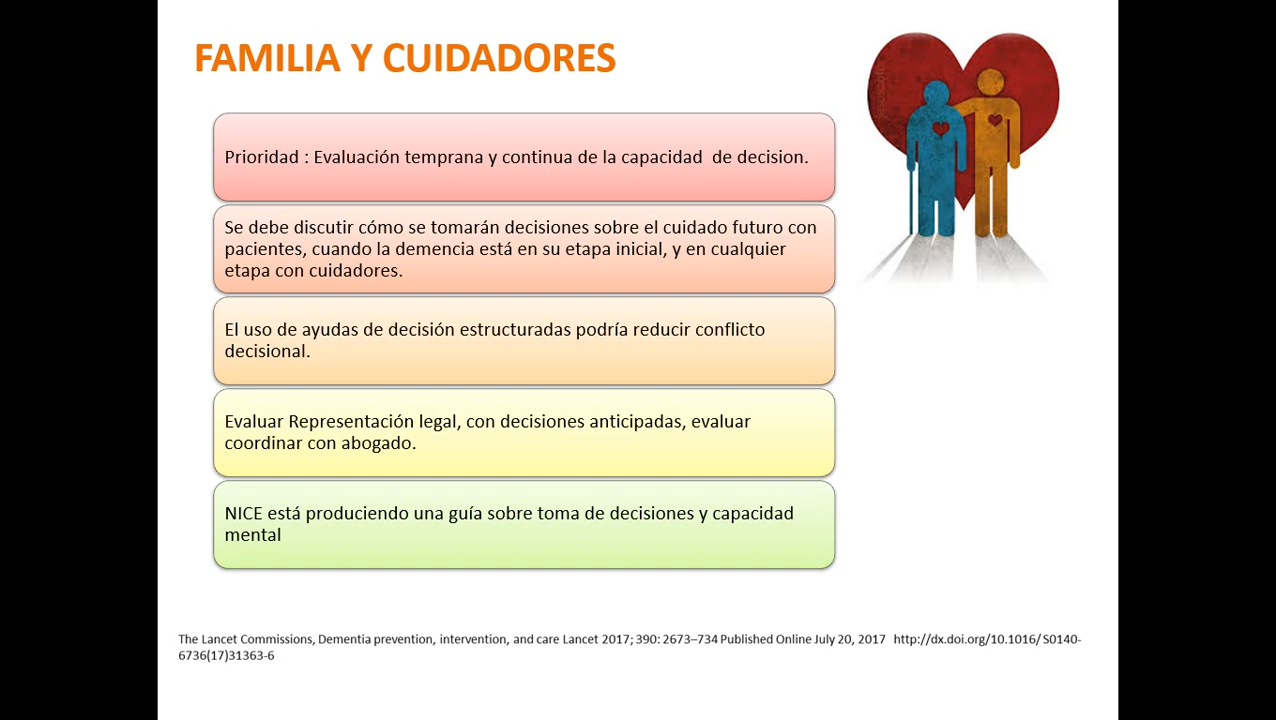 FAMILIA Y CUIDADORES
Prioridad : Evaluación temprana y continua de la capacidad  de decision.
Se debe discutir cómo se tomarán decisiones sobre el cuidado futuro con
pacientes, cuando la demencia está en su etapa inicial, y en cualquier
etapa con cuidadores.
El uso de ayudas de decisión estructuradas podría reducir conflicto
decisional.
Evaluar Representación legal, con decisiones anticipadas, evaluar
coordinar con abogado.
NICE está produciendo una guía sobre toma de decisiones y capacidad
mental
The Lancet Commissions, Dementia prevention, intervention, and care Lancet 2017; 390: 2673–734 Published Online July 20, 2017  http://dx.doi.org/10.1016/ S0140-
6736(17)31363-6